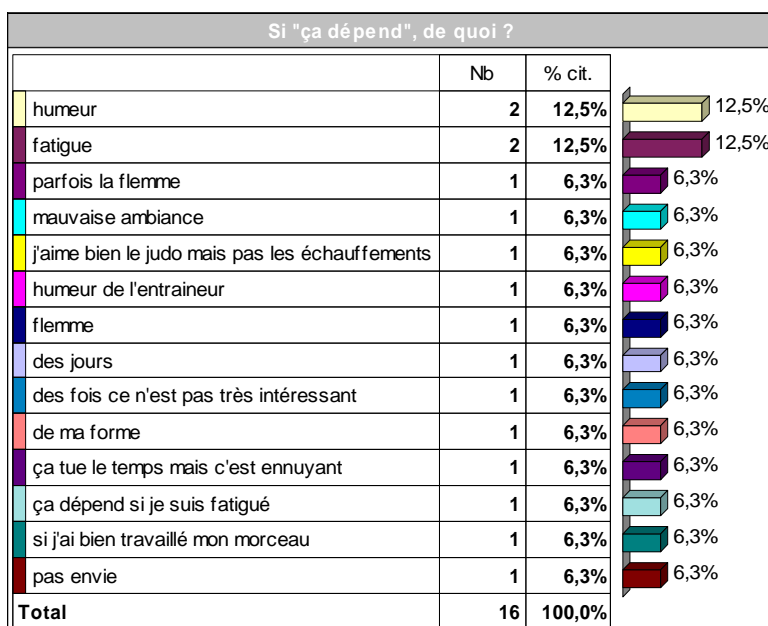 Si "ça dépend", de quoi ?
Nb % cit.
humeur 2 12,5% 12,5%
fatigue 2 12,5% 12,5%
parfois la flemme 1 6,3% 6,3%
mauvaise ambiance 1 6,3% 6,3%
j'aime bien le judo mais pas les échauffements 1 6,3% 6,3%
humeur de l'entraineur 1 6,3% 6,3%
flemme 1 6,3% 6,3%
des jours 1 6,3% 6,3%
des fois ce n'est pas très intéressant 1 6,3% 6,3%
de ma forme 1 6,3% 6,3%
ça tue le temps mais c'est ennuyant 1 6,3% 6,3%
ça dépend si je suis fatigué 1 6,3% 6,3%
si j'ai bien travaillé mon morceau 1 6,3% 6,3%
pas envie 1 6,3% 6,3%
Total 16 100,0%